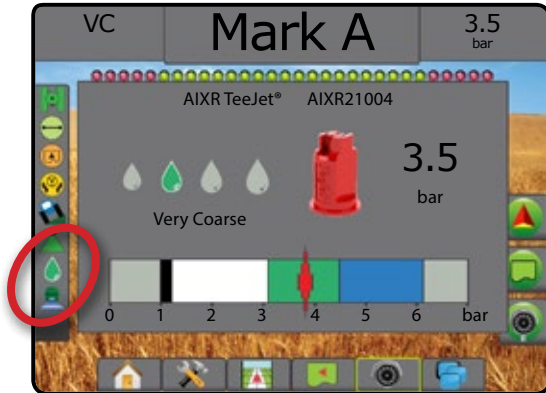 VC Mark A 3.5
bar
AIXR TeeJet® AIXR21004
3.5
bar
Very Coarse
0 1 2 3 4 5 6 bar